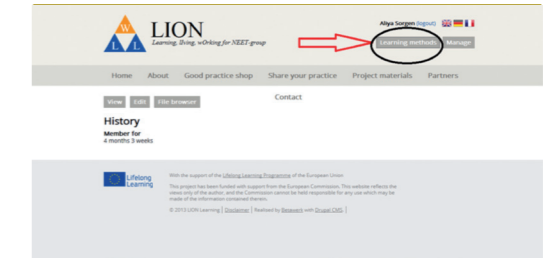 W
L L
LION
Learning, lIving, wOrking for NEET-group
Aliya Sorgen (logout)
Learning methods Manage
Home About Good practice shop Share your practice Project materials Partners
Contact
View Edit File browser
History
Member for
4 months 3 weeks
Lifelong
Learning
With the support of the Lifelong Learning Programme of the European Union
This project has been funded with support from the European Commission. This website reflects the
views only of the author, and the Commission cannot be held responsible for any use which may be
made of the information contained therein.
© 2013 LION Learning | Disclaimer | Realised by with Drupal CMS. |